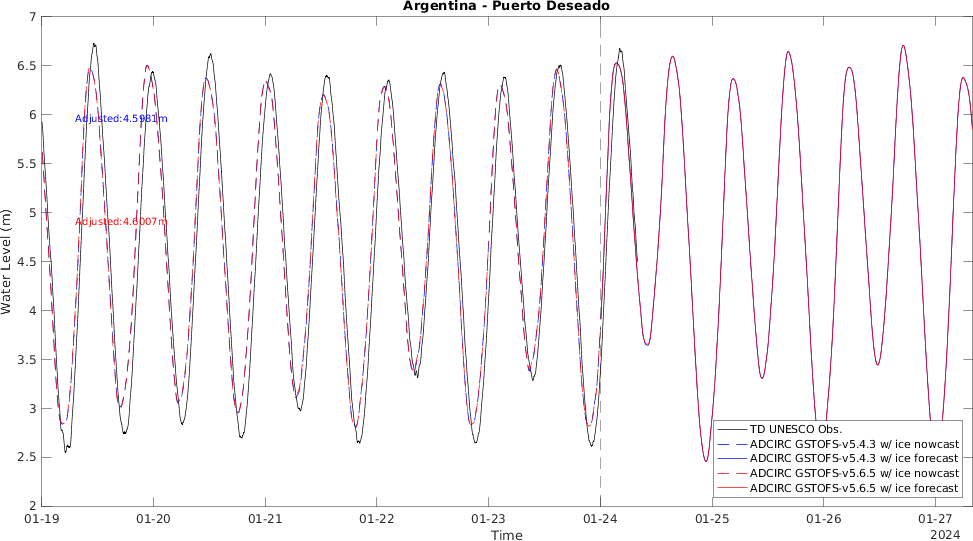 Argentina - Puerto Deseado
7
6.5
6
5.5
5
4.5
4
3.5
3
2.5
2
Water Level (m)
Adjusted:4.5981m
Adjusted:4.6007m
TD UNESCO Obs.
ADCIRC GSTOFS-v5.4.3 w/ ice nowcast
ADCIRC GSTOFS-v5.4.3 w/ ice forecast
ADCIRC GSTOFS-v5.6.5 w/ ice nowcast
ADCIRC GSTOFS-v5.6.5 w/ ice forecast
01-19 01-20 01-21 01-22 01-23 01-24 01-25 01-26 01-27
Time
2024